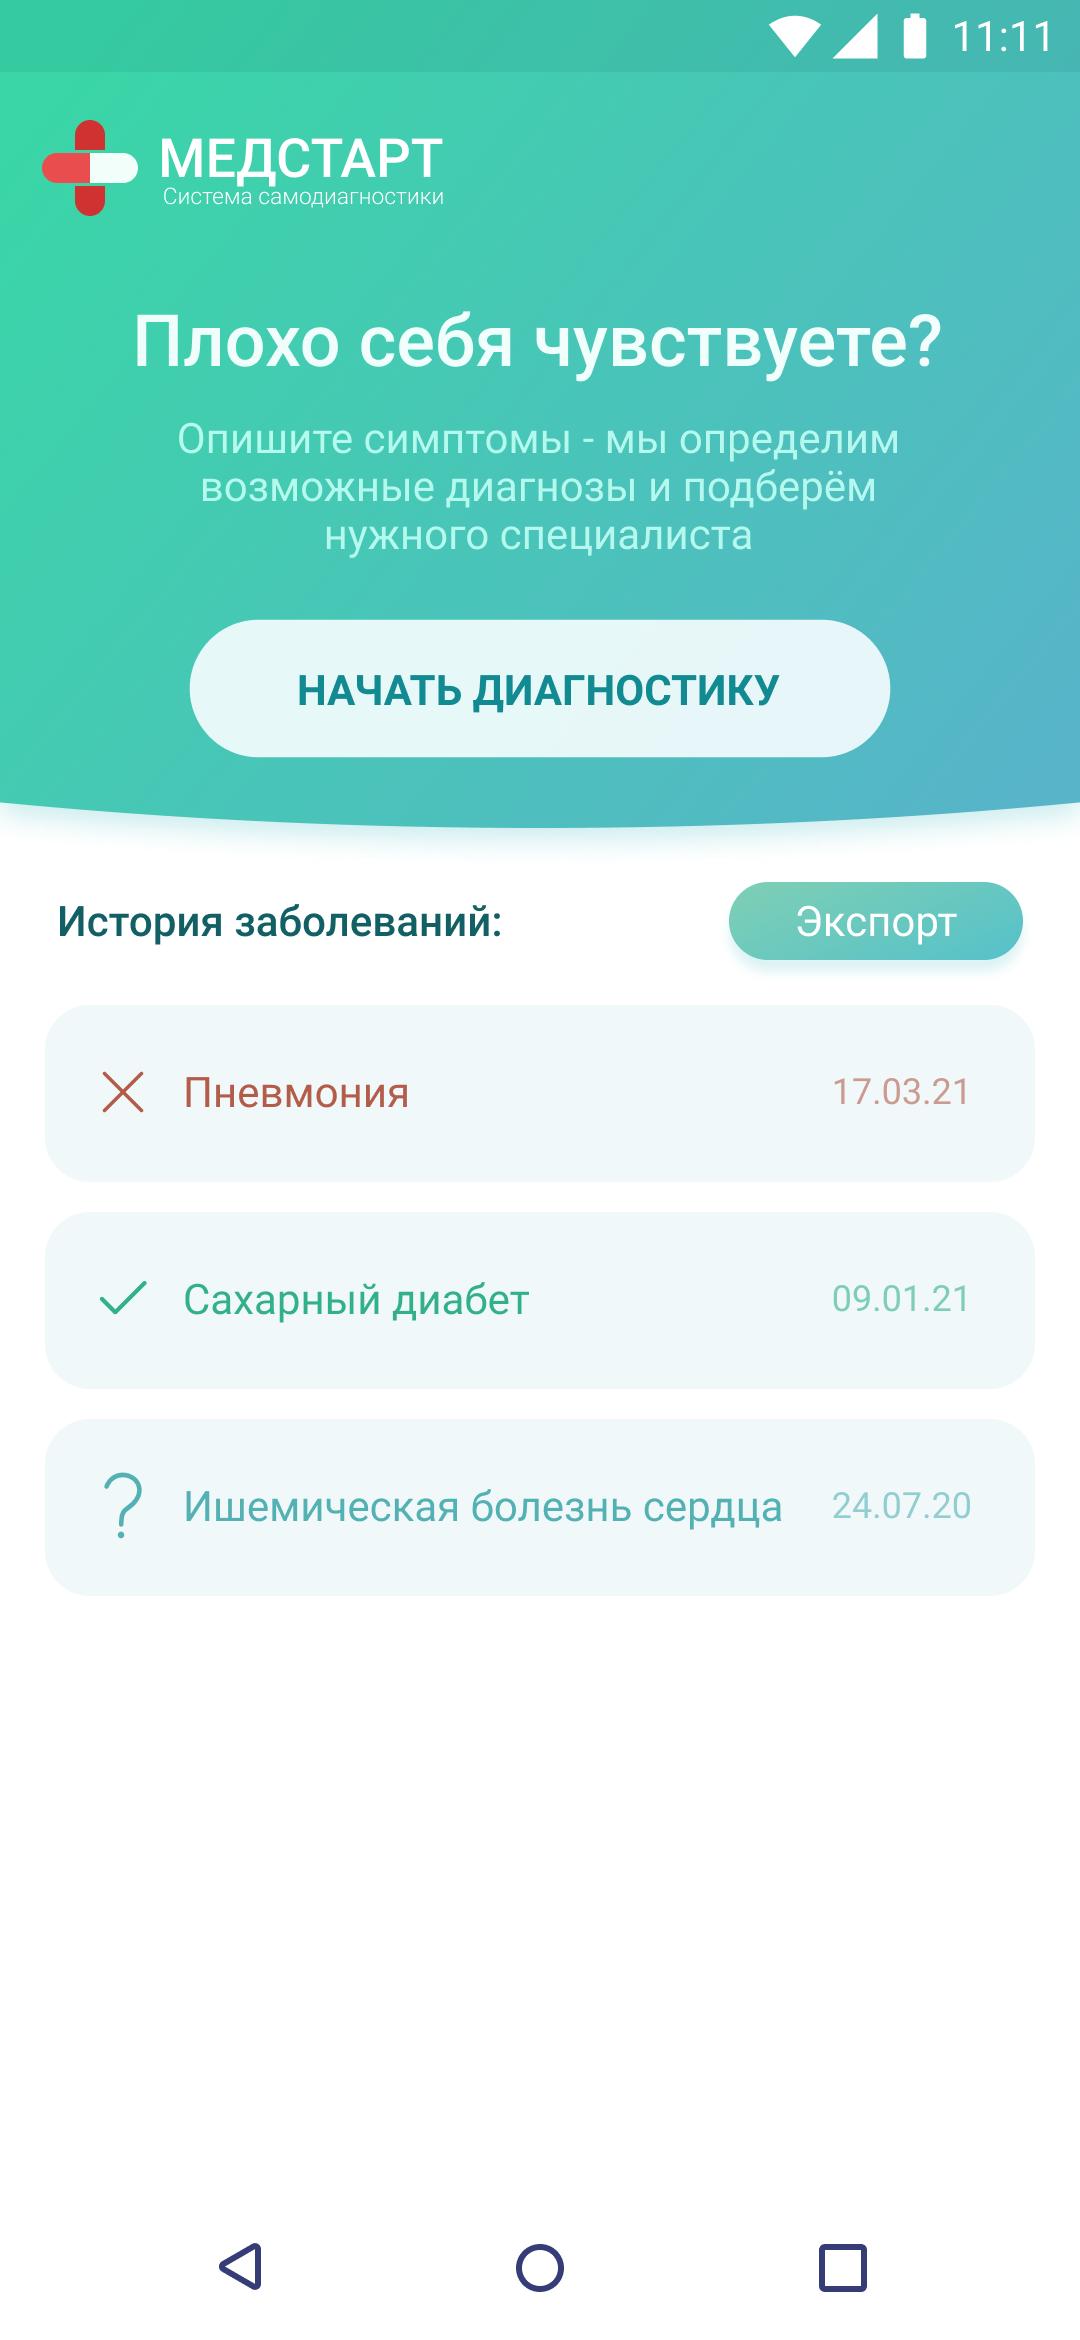 11:11
МЕДСТАРТ
Система самодиагностики
Плохо себя чувствуете?
Опишите симптомы - мы определим
возможные диагнозы и подберём
нужного специалиста
НАЧАТЬ ДИАГНОСТИКУ
История заболеваний:
Экспорт
Пневмония 17.03.21
Сахарный диабет 09.01.21
Ишемическая болезнь сердца 24.07.20